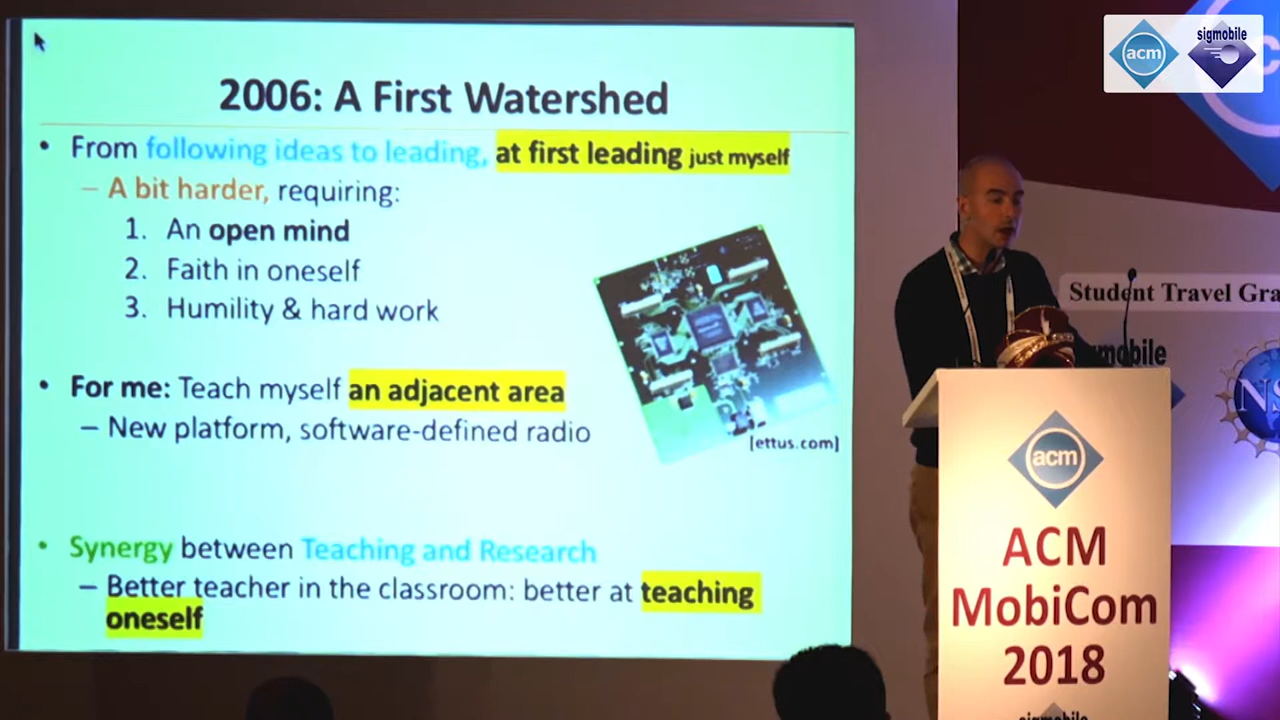 2006: A First Watershed
• From following ideas to leading, at first leading just myself
– A bit harder, requiring:
1. An open mind
2. Faith in oneself
3. Humility & hard work
• For me: Teach myself an adjacent area
– New platform, software-defined radio
[ettus.com]
• Synergy between Teaching and Research
– Better teacher in the classroom: better at teaching
oneself
acm
sigmobile
Student Travel Gra
mobile
NS
acm
ACM
MobiCom
2018
sigmobile